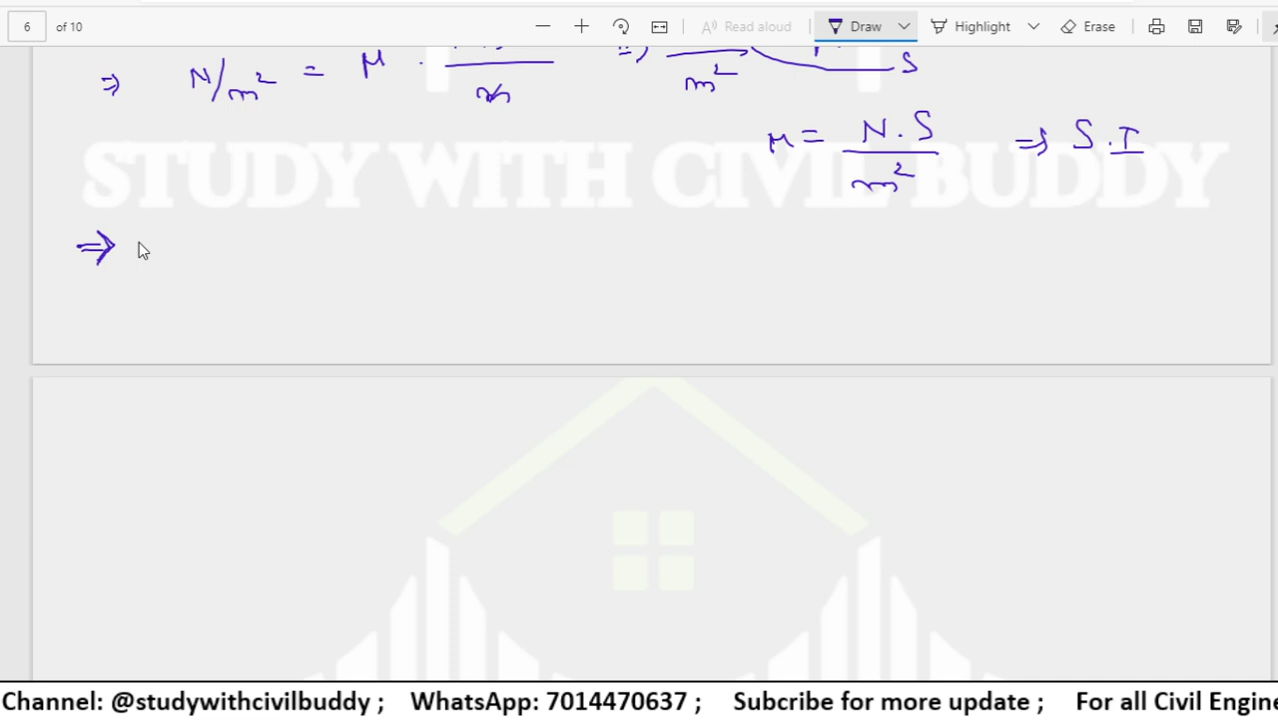 6 of 10 Read aloud Draw Highlight Erase
⇒ N/m² = μ · m ⇒ m² S
μ = N.S / m² ⇒ S.I
STUDY WITH CIVIL BUDDY
⇒
Channel: @studywithcivilbuddy ; WhatsApp: 7014470637 ; Subcribe for more update ; For all Civil Engine